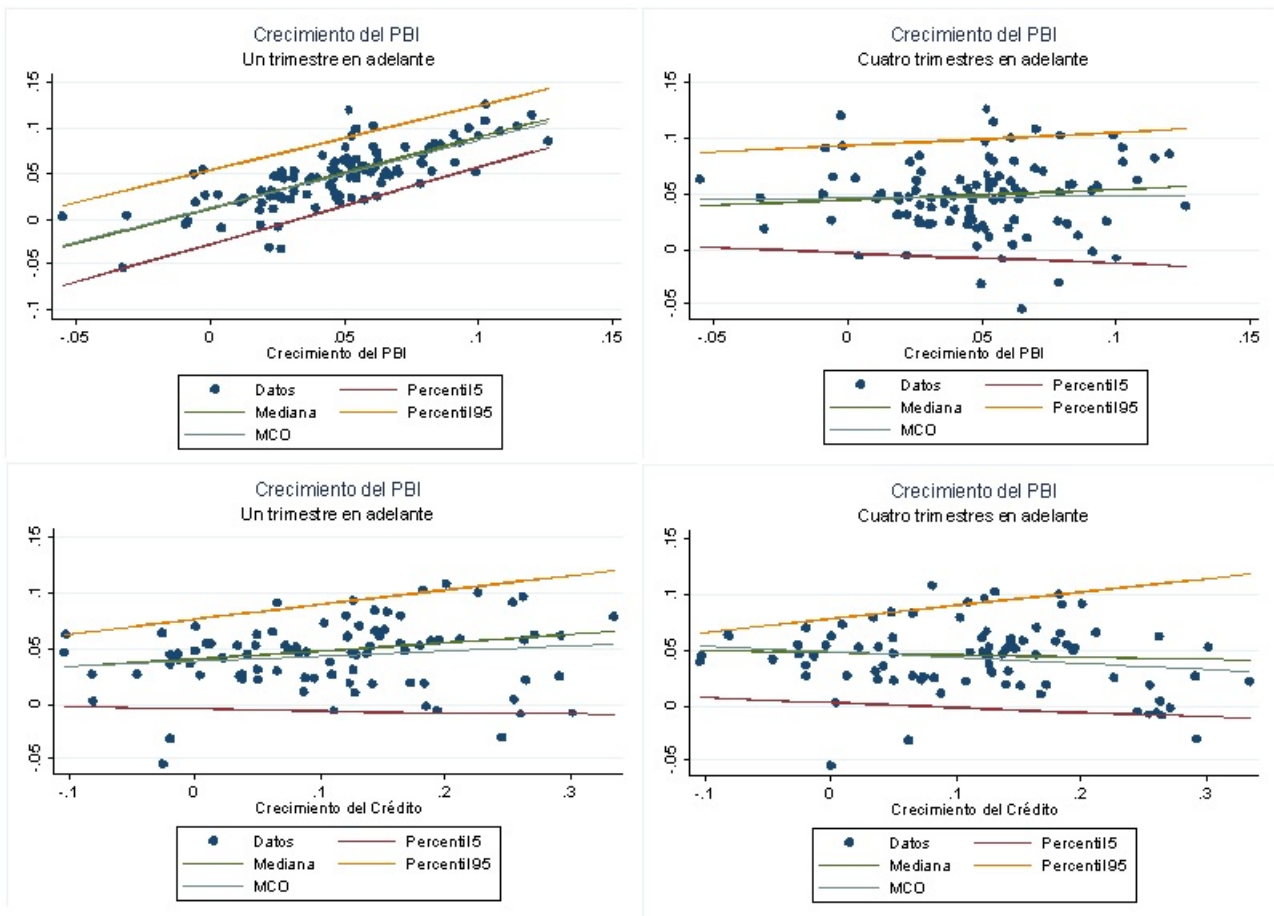 Crecimiento del PBI
Un trimestre en adelante
.15
.1
.05
0
-.05
-.1
-.05 0 .05 .1 .15
Crecimiento del PBI
Datos Percentil5
Mediana Percentil95
MCO
Crecimiento del PBI
Cuatro trimestres en adelante
.15
.1
.05
0
-.05
-.05 0 .05 .1 .15
Crecimiento del PBI
Datos Percentil5
Mediana Percentil95
MCO
Crecimiento del PBI
Un trimestre en adelante
.15
.1
.05
0
-.05
-.1 0 .1 .2 .3
Crecimiento del Crédito
Datos Percentil5
Mediana Percentil95
MCO
Crecimiento del PBI
Cuatro trimestres en adelante
.15
.1
.05
0
-.05
-.1 0 .1 .2 .3
Crecimiento del Crédito
Datos Percentil5
Mediana Percentil95
MCO